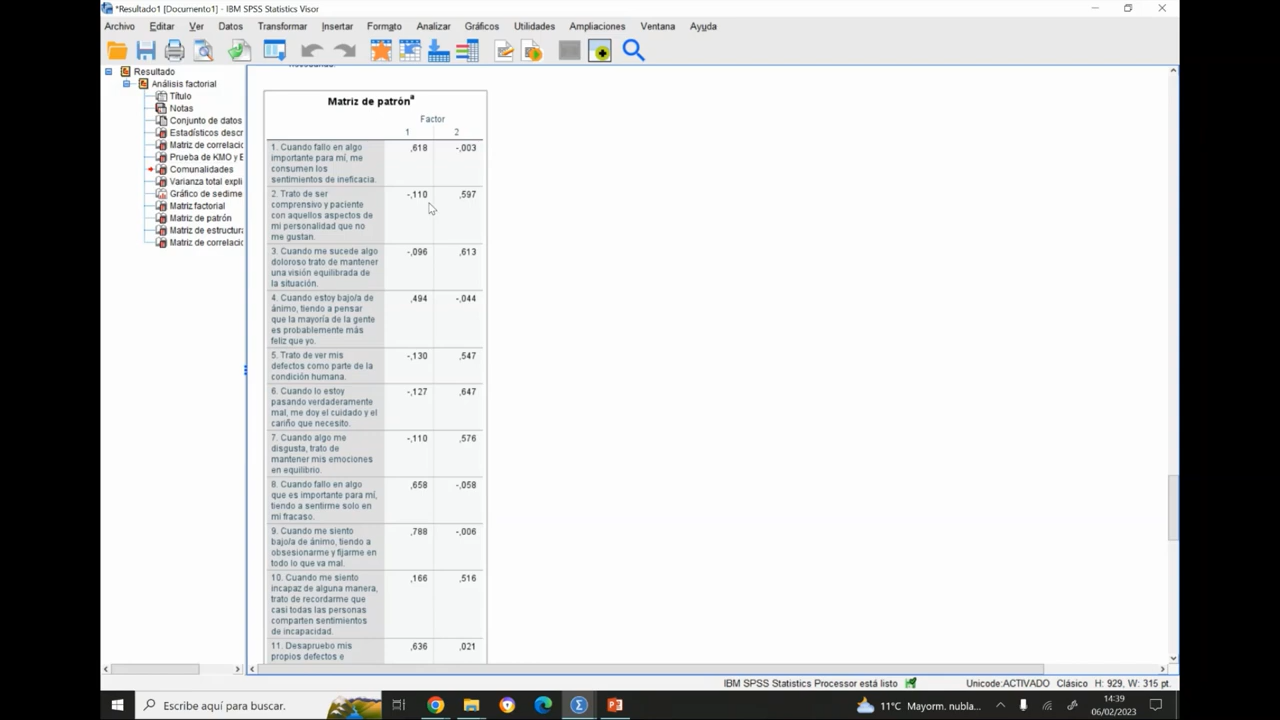 *Resultado1 [Documento1] - IBM SPSS Statistics Visor
Archivo Editar Ver Datos Transformar Insertar Formato Analizar Gráficos Utilidades Ampliaciones Ventana Ayuda
Resultado
Análisis factorial
Título
Notas
Conjunto de datos
Estadísticos descr
Matriz de correlacio
Prueba de KMO y E
Comunalidades
Varianza total expli
Gráfico de sedime
Matriz factorial
Matriz de patrón
Matriz de estructura
Matriz de correlacio
Matriz de patrónª
Factor
1 2
1. Cuando fallo en algo ,618 -,003
importante para mí, me
consumen los
sentimientos de ineficacia.
2. Trato de ser -,110 ,597
comprensivo y paciente
con aquellos aspectos de
mi personalidad que no
me gustan.
3. Cuando me sucede algo -,096 ,613
doloroso trato de mantener
una visión equilibrada de
la situación.
4. Cuando estoy bajo/a de ,494 -,044
ánimo, tiendo a pensar
que la mayoría de la gente
es probablemente más
feliz que yo.
5. Trato de ver mis -,130 ,547
defectos como parte de la
condición humana.
6. Cuando lo estoy -,127 ,647
pasando verdaderamente
mal, me doy el cuidado y el
cariño que necesito.
7. Cuando algo me -,110 ,576
disgusta, trato de
mantener mis emociones
en equilibrio.
8. Cuando fallo en algo ,658 -,058
que es importante para mí,
tiendo a sentirme solo en
mi fracaso.
9. Cuando me siento ,788 -,006
bajo/a de ánimo, tiendo a
obsesionarme y fijarme en
todo lo que va mal.
10. Cuando me siento ,166 ,516
incapaz de alguna manera,
trato de recordarme que
casi todas las personas
comparten sentimientos
de incapacidad.
11. Desapruebo mis ,636 ,021
propios defectos e
IBM SPSS Statistics Processor está listo Unicode:ACTIVADO Clásico H: 929, W: 315 pt.
Escribe aquí para buscar. 11°C Mayorm. nubla... 14:39
06/02/2023